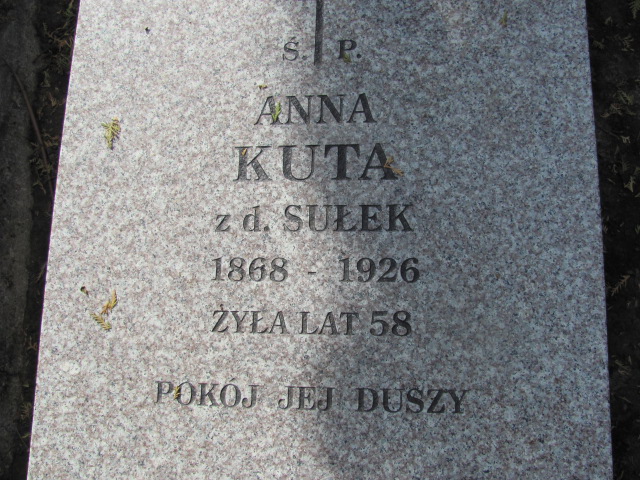 Ś. P.
ANNA
KUTA
z d. SUŁEK
1868 - 1926
ŻYŁA LAT 58
POKÓJ JEJ DUSZY